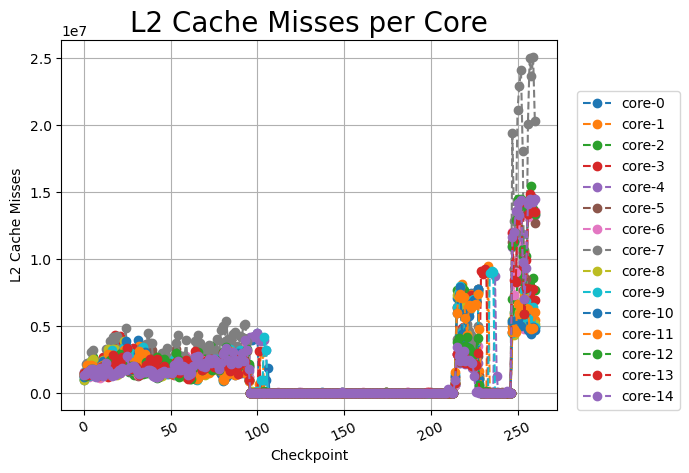 L2 Cache Misses per Core
1e7
2.5
2.0
1.5
1.0
0.5
0.0
L2 Cache Misses
0
50
100
150
200
250
Checkpoint
core-0
core-1
core-2
core-3
core-4
core-5
core-6
core-7
core-8
core-9
core-10
core-11
core-12
core-13
core-14